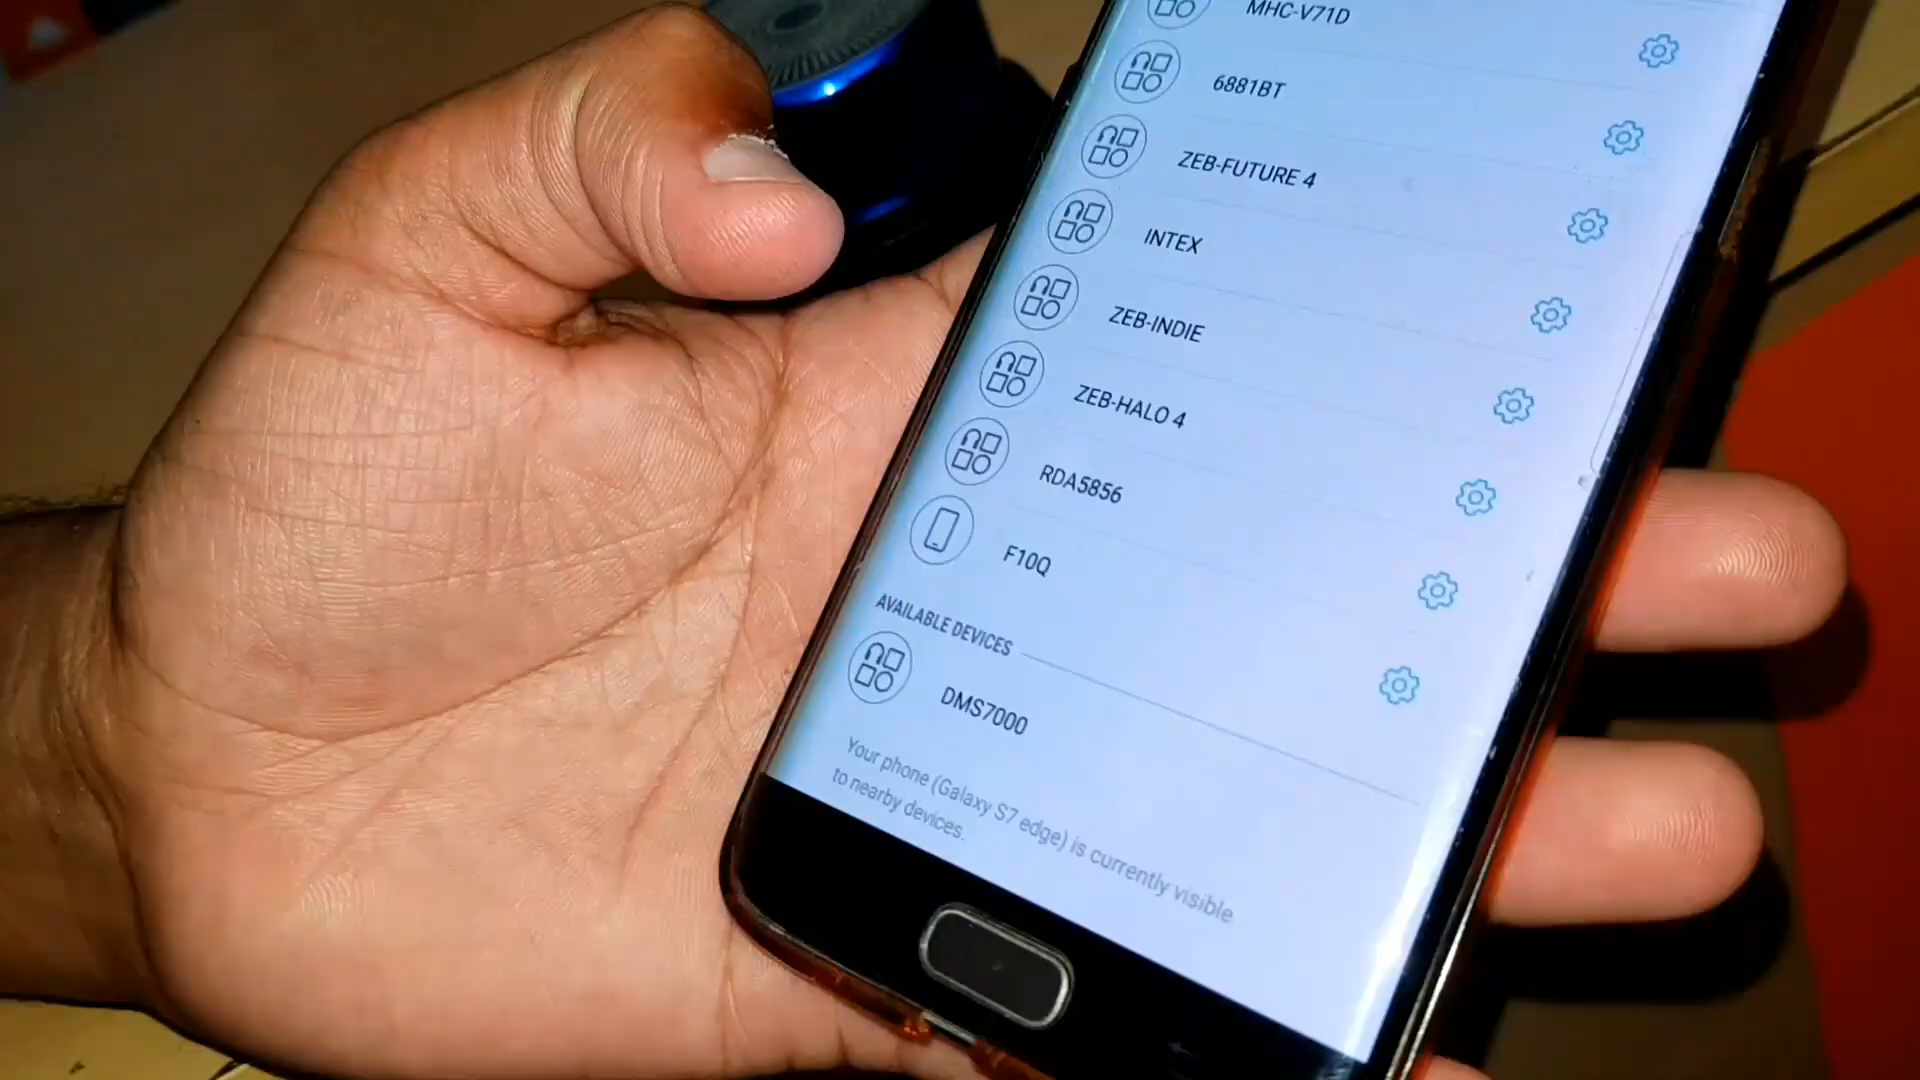 MHC-V71D
6881BT
ZEB-FUTURE 4
INTEX
ZEB-INDIE
ZEB-HALO 4
RDA5856
F10Q
AVAILABLE DEVICES
DMS7000
Your phone (Galaxy S7 edge) is currently visible
to nearby devices.